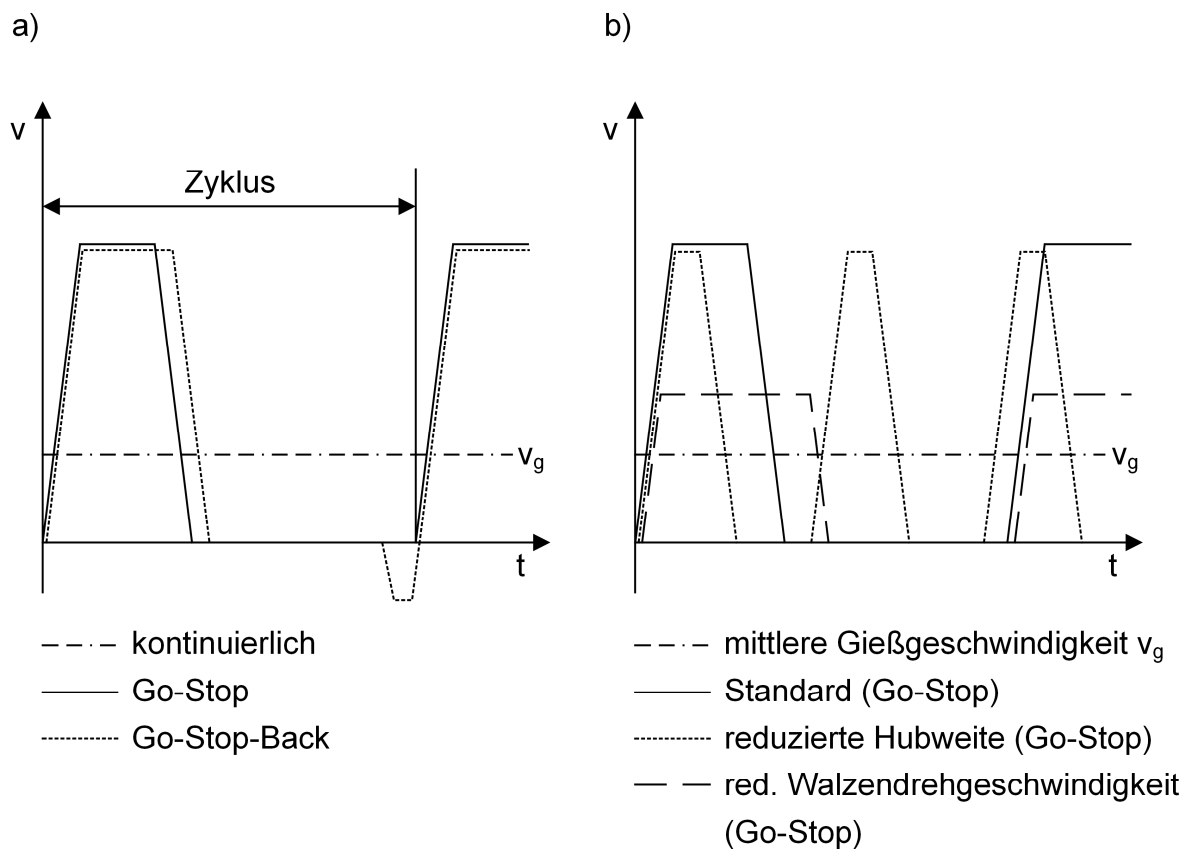 a)
v
Zyklus
vg
t
kontinuierlich
Go-Stop
Go-Stop-Back
b)
v
vg
t
mittlere Gießgeschwindigkeit vg
Standard (Go-Stop)
reduzierte Hubweite (Go-Stop)
red. Walzendrehgeschwindigkeit
(Go-Stop)